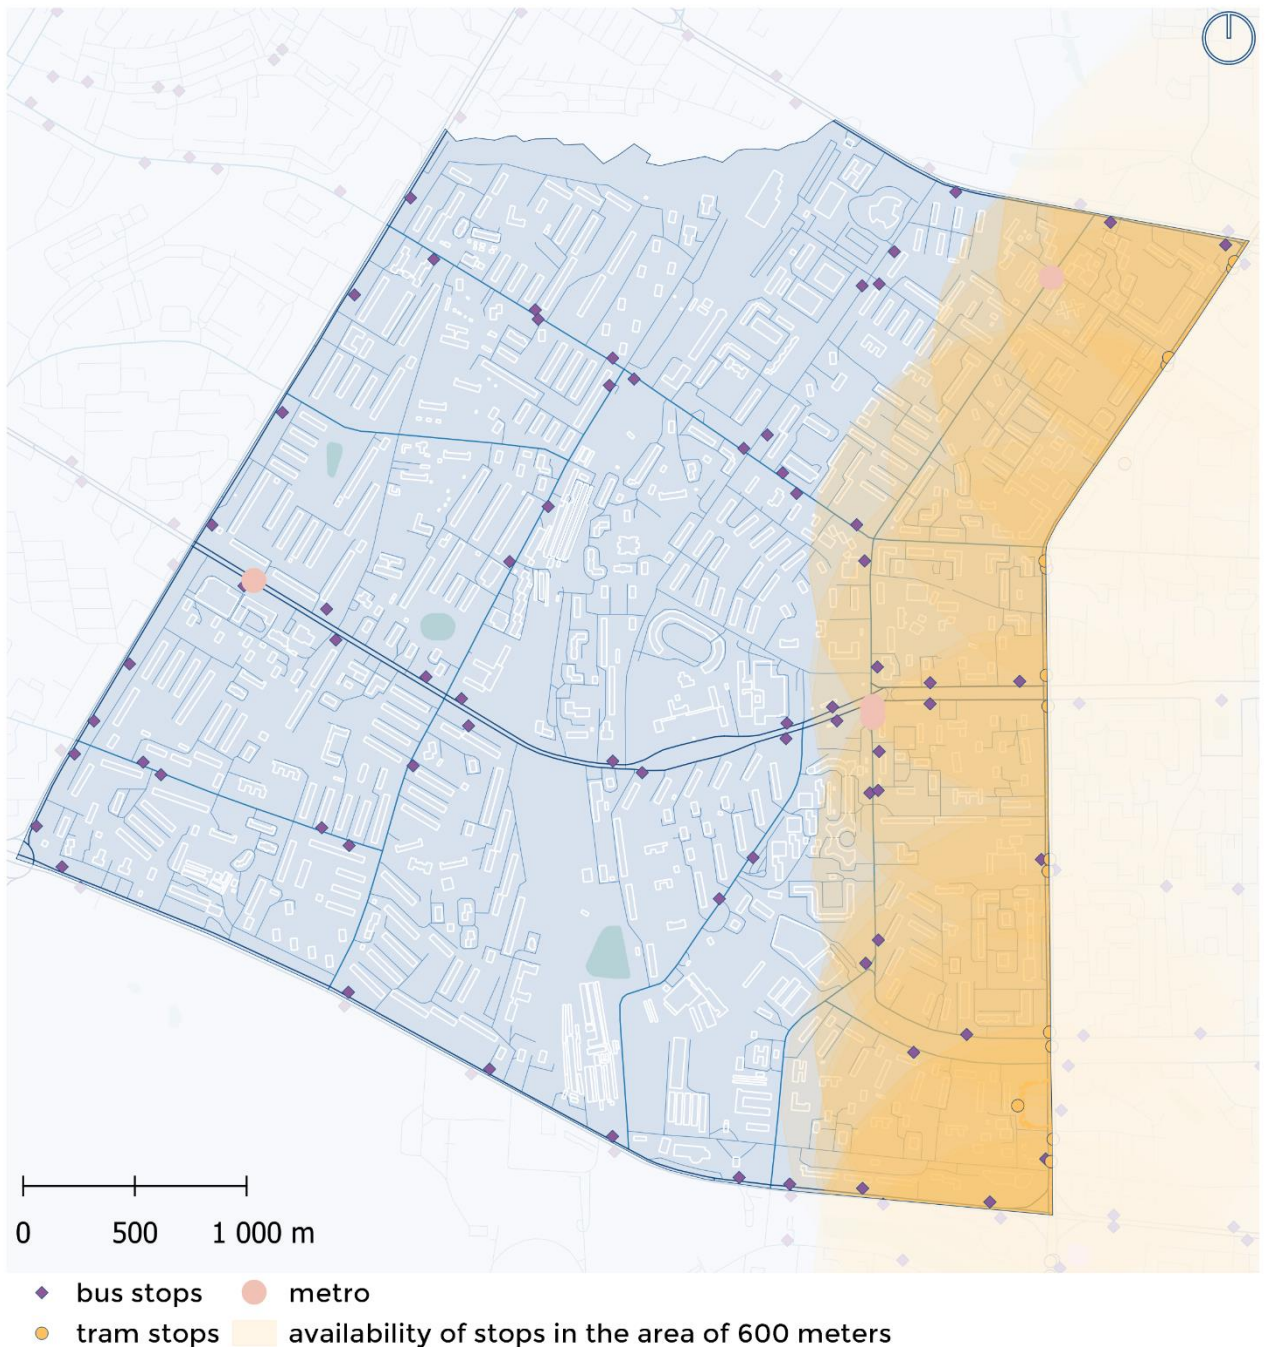 0 500 1 000 m
bus stops metro
tram stops availability of stops in the area of 600 meters